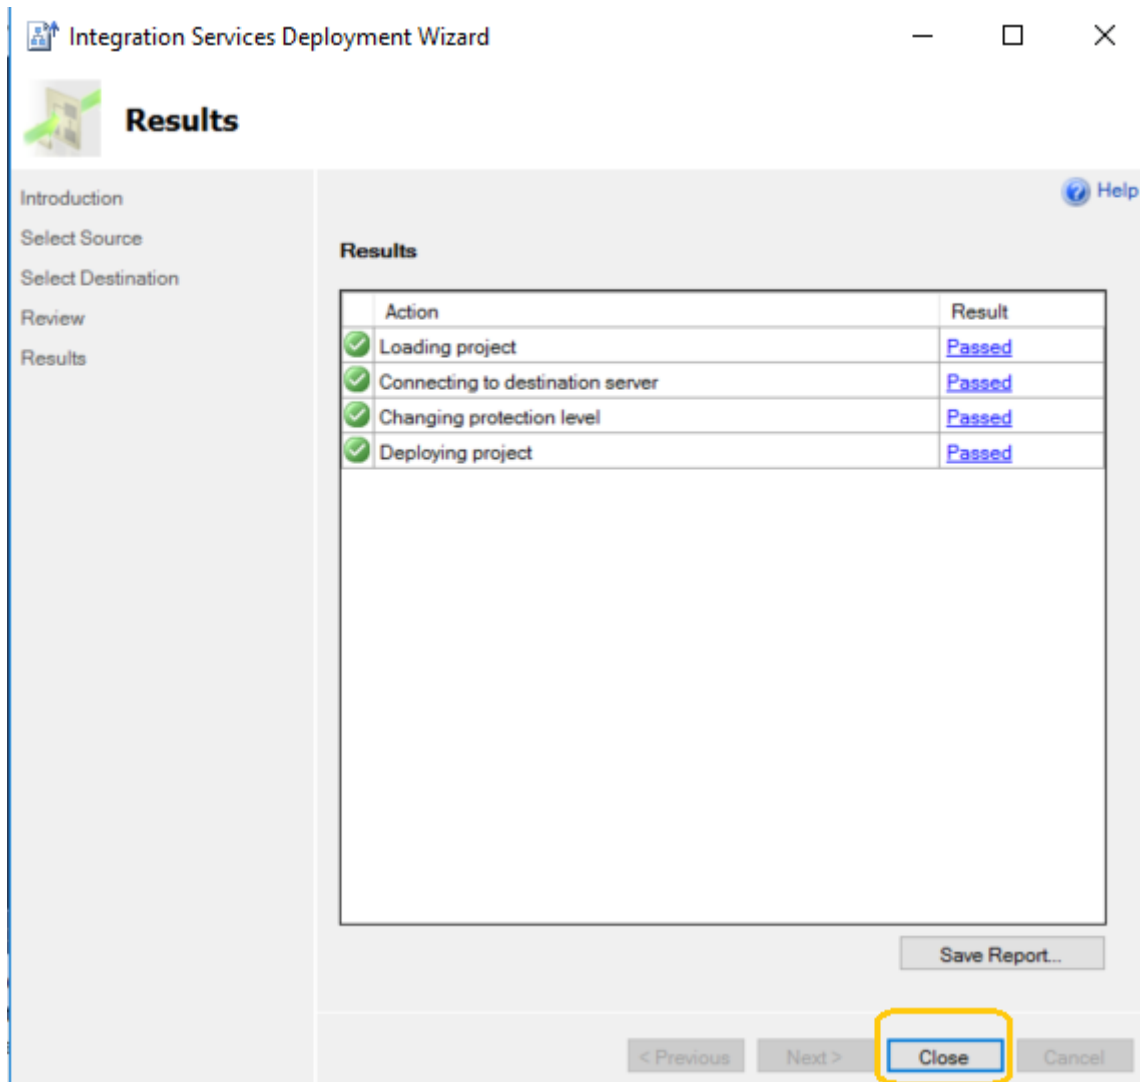 Integration Services Deployment Wizard
Results
Introduction
Select Source
Select Destination
Review
Results
Help
Results
Action Result
Loading project Passed
Connecting to destination server Passed
Changing protection level Passed
Deploying project Passed
Save Report...
< Previous Next > Close Cancel